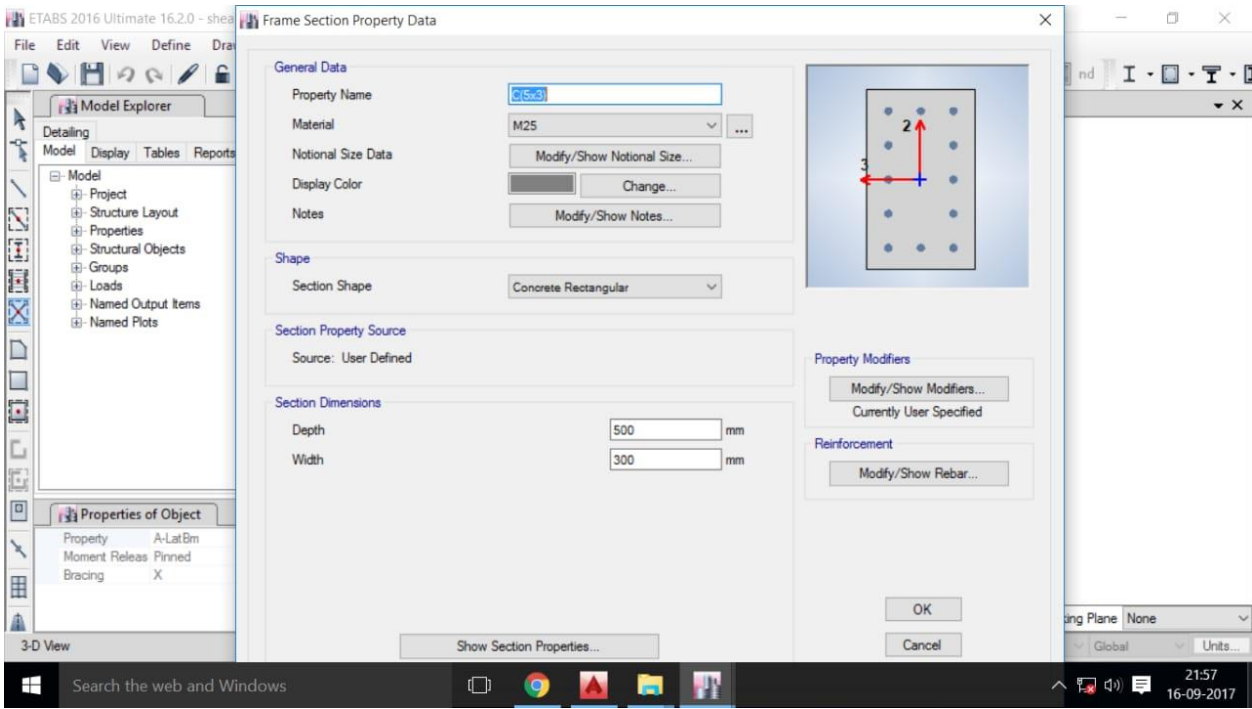 ETABS 2016 Ultimate 16.2.0 - shea
Frame Section Property Data
File Edit View Define Dra
nd
Model Explorer
Detailing
Model Display Tables Reports
Model
Project
Structure Layout
Properties
Structural Objects
Groups
Loads
Named Output Items
Named Plots
Properties of Object
Property A-LatBm
Moment Releas Pinned
Bracing X
3-D View
General Data
Property Name C(5x3)
Material M25 ...
Notional Size Data Modify/Show Notional Size...
Display Color Change...
Notes Modify/Show Notes...
Shape
Section Shape Concrete Rectangular
Section Property Source
Source: User Defined
Section Dimensions
Depth 500 mm
Width 300 mm
Show Section Properties...
2
3
Property Modifiers
Modify/Show Modifiers...
Currently User Specified
Reinforcement
Modify/Show Rebar...
OK
Cancel
king Plane None
Global Units...
Search the web and Windows
21:57
16-09-2017